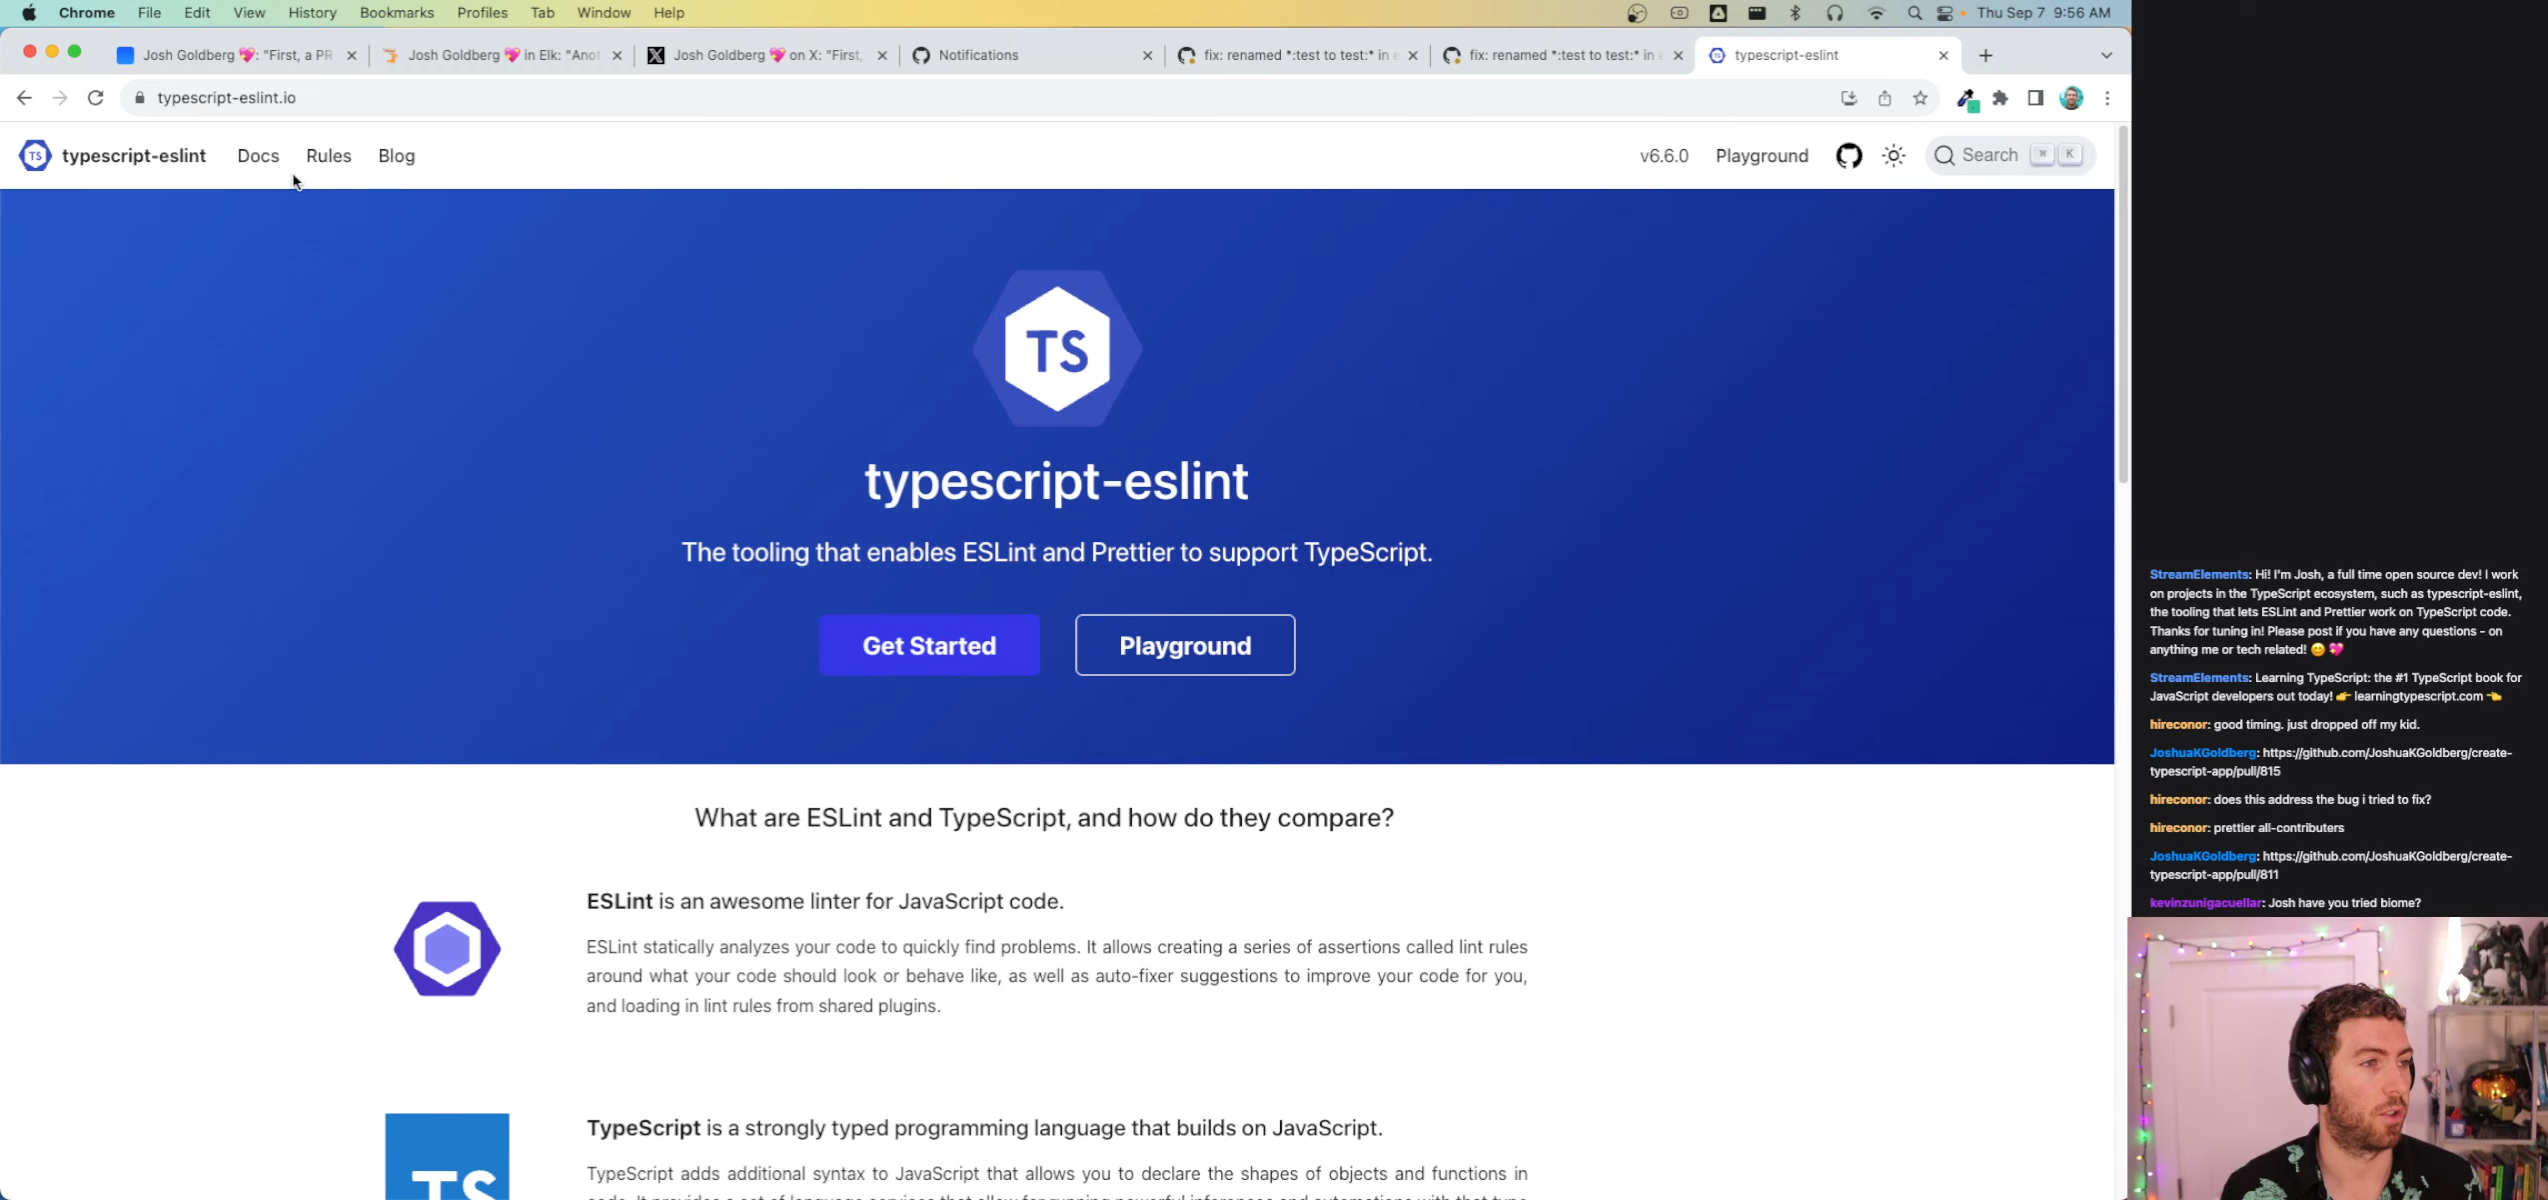 Chrome File Edit View History Bookmarks Profiles Tab Window Help
Thu Sep 7 9:56 AM
Josh Goldberg 💖: "First, a PR
Josh Goldberg 💖 in Elk: "Ano
Josh Goldberg 💖 on X: "First,
Notifications
fix: renamed *:test to test:* in
fix: renamed *:test to test:* in
typescript-eslint
typescript-eslint.io
TS
typescript-eslint Docs Rules Blog
v6.6.0 Playground
Search ⌘ K
TS
typescript-eslint
The tooling that enables ESLint and Prettier to support TypeScript.
Get Started
Playground
What are ESLint and TypeScript, and how do they compare?
ESLint is an awesome linter for JavaScript code.
ESLint statically analyzes your code to quickly find problems. It allows creating a series of assertions called lint rules
around what your code should look or behave like, as well as auto-fixer suggestions to improve your code for you,
and loading in lint rules from shared plugins.
TS
TypeScript is a strongly typed programming language that builds on JavaScript.
TypeScript adds additional syntax to JavaScript that allows you to declare the shapes of objects and functions in
StreamElements: Hi! I'm Josh, a full time open source dev! I work
on projects in the TypeScript ecosystem, such as typescript-eslint,
the tooling that lets ESLint and Prettier work on TypeScript code.
Thanks for tuning in! Please post if you have any questions - on
anything me or tech related! 😊 💖
StreamElements: Learning TypeScript: the #1 TypeScript book for
JavaScript developers out today! 👉 learningtypescript.com 👈
hireconor: good timing. just dropped off my kid.
JoshuaKGoldberg: https://github.com/JoshuaKGoldberg/create-
typescript-app/pull/815
hireconor: does this address the bug i tried to fix?
hireconor: prettier all-contributers
JoshuaKGoldberg: https://github.com/JoshuaKGoldberg/create-
typescript-app/pull/811
kevinzunigacuellar: Josh have you tried biome?